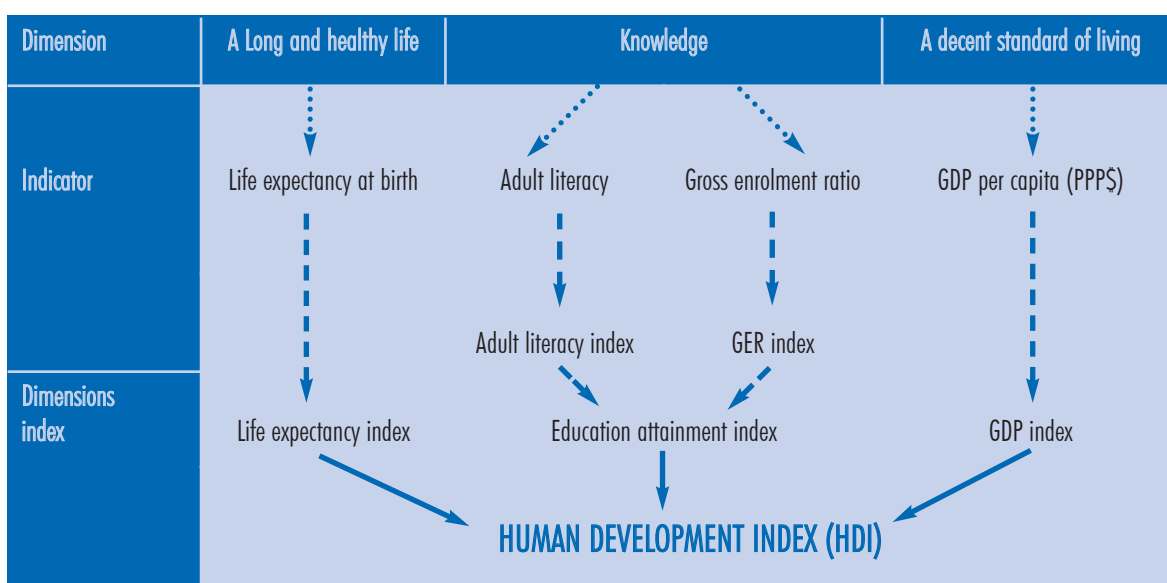 Dimension
A Long and healthy life
Knowledge
A decent standard of living
Indicator
Life expectancy at birth
Adult literacy
Gross enrolment ratio
GDP per capita (PPP$)
Adult literacy index
GER index
Dimensions
index
Life expectancy index
Education attainment index
GDP index
HUMAN DEVELOPMENT INDEX (HDI)